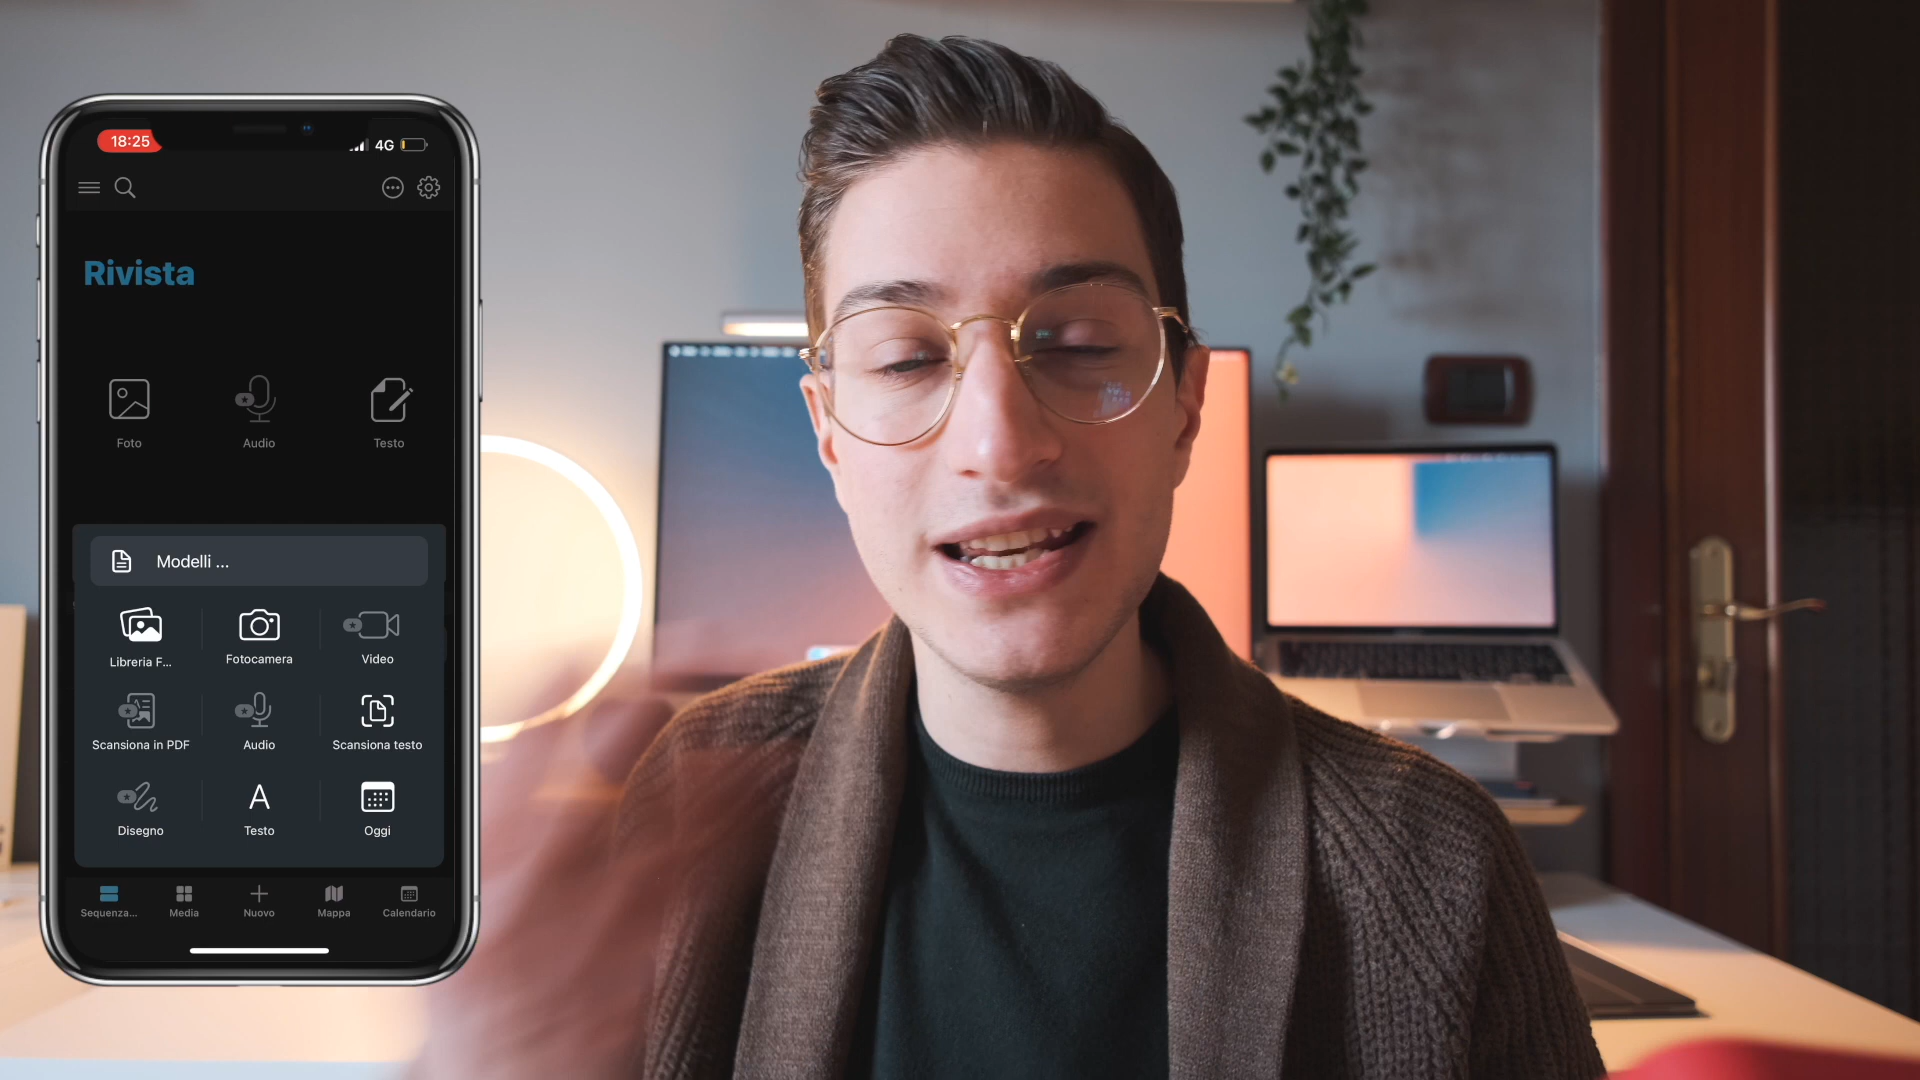 18:25
4G
Rivista
Foto
Audio
Testo
Modelli ...
Libreria F...
Fotocamera
Video
Scansiona in PDF
Audio
Scansiona testo
Disegno
Testo
Oggi
Sequenza...
Media
Nuovo
Mappa
Calendario